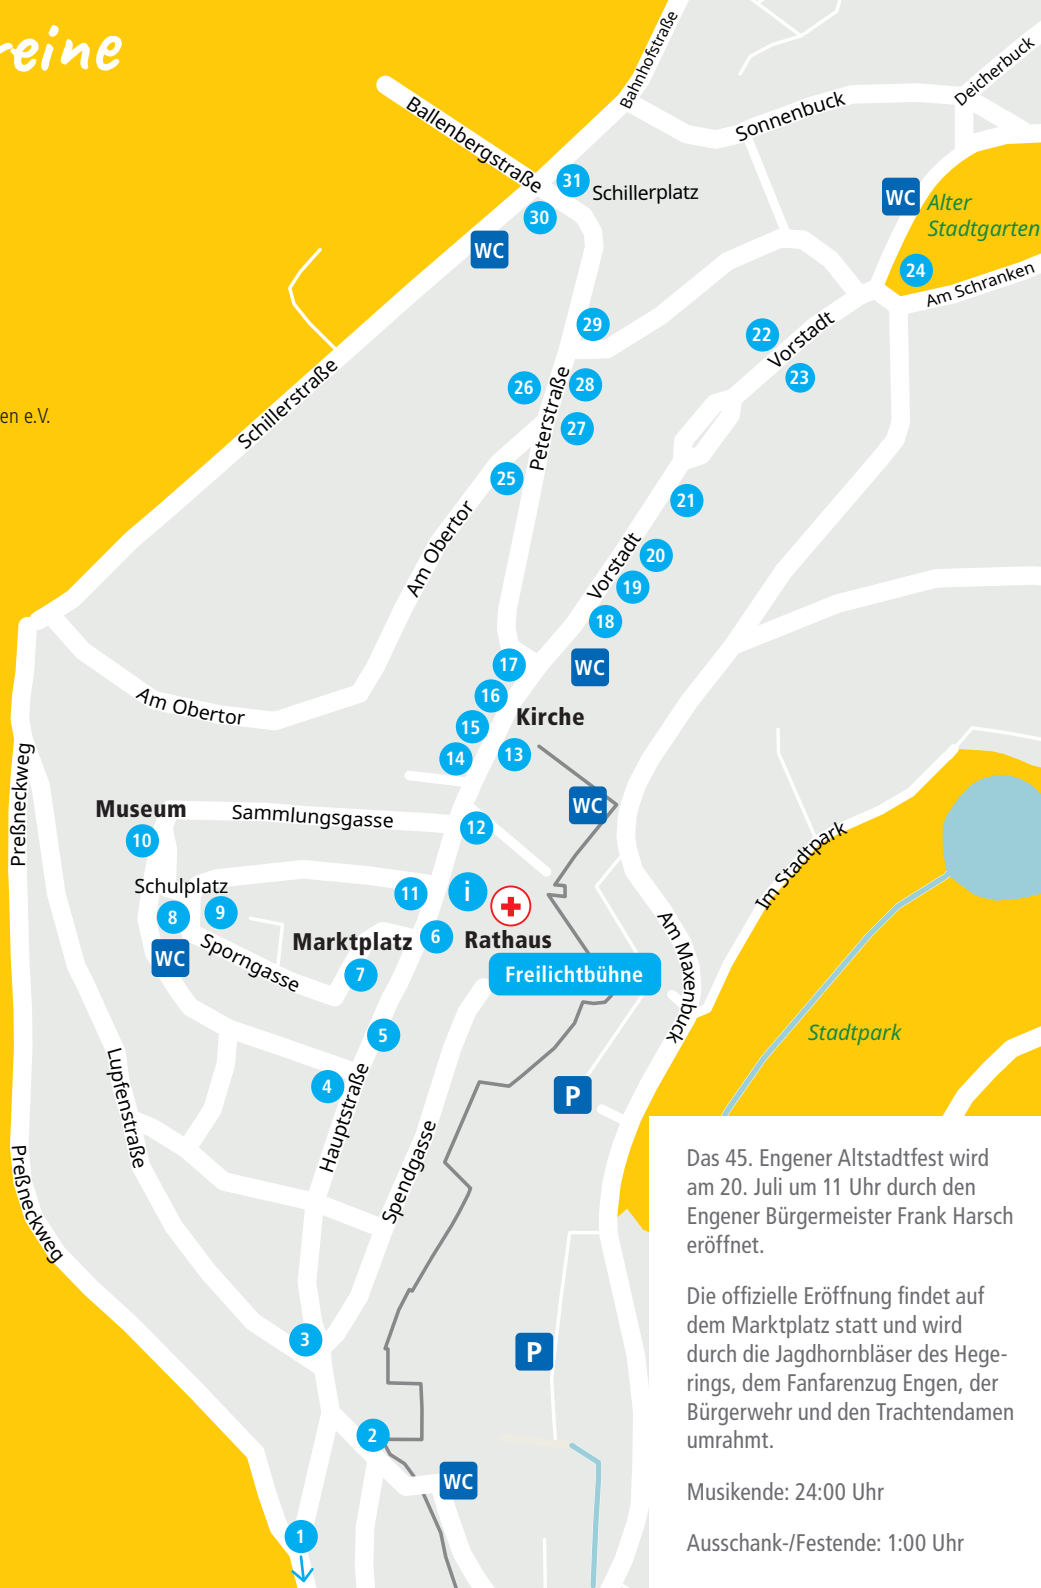 reine
Bahnhofstraße
Deicherbuck
Sonnenbuck
Ballenbergstraße
31
Schillerplatz
30
WC
WC
Alter
Stadtgarten
24
Am Schranken
29
22
Vorstadt
23
26
28
Peterstraße
27
en e.V.
Schillerstraße
25
21
Am Obertor
Vorstadt
20
19
18
17
WC
16
Kirche
15
13
14
Am Obertor
Preßneckweg
Museum
Sammlungsgasse
WC
12
10
Im Stadtpark
Schulplatz
11
i
8
9
Marktplatz
6
Rathaus
WC
Sporngasse
7
Freilichtbühne
Am Maxenbuck
5
Stadtpark
4
Hauptstraße
P
Lupfenstraße
Spendgasse
Preßneckweg
3
P
2
WC
1
Das 45. Engener Altstadtfest wird
am 20. Juli um 11 Uhr durch den
Engener Bürgermeister Frank Harsch
eröffnet.
Die offizielle Eröffnung findet auf
dem Marktplatz statt und wird
durch die Jagdhornbläser des Hege-
rings, dem Fanfarenzug Engen, der
Bürgerwehr und den Trachtendamen
umrahmt.
Musikende: 24:00 Uhr
Ausschank-/Festende: 1:00 Uhr